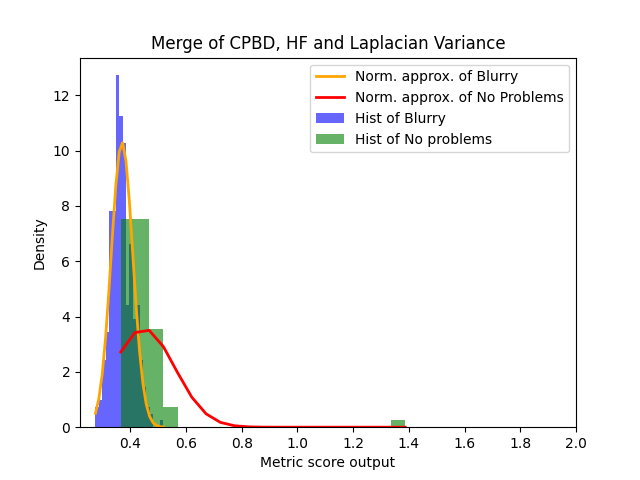 Merge of CPBD, HF and Laplacian Variance
Norm. approx. of Blurry
Norm. approx. of No Problems
Hist of Blurry
Hist of No problems
Density
12
10
8
6
4
2
0
0.4 0.6 0.8 1.0 1.2 1.4 1.6 1.8 2.0
Metric score output